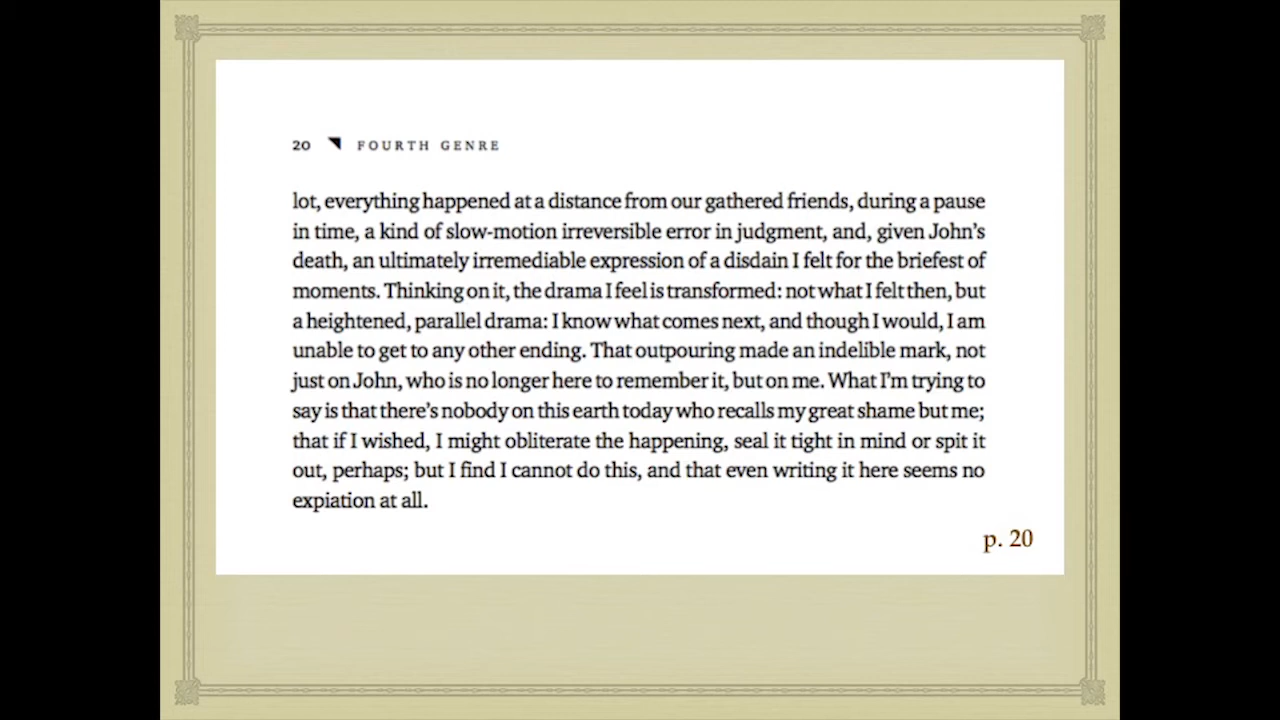 20 ◥ FOURTH GENRE
lot, everything happened at a distance from our gathered friends, during a pause
in time, a kind of slow-motion irreversible error in judgment, and, given John's
death, an ultimately irremediable expression of a disdain I felt for the briefest of
moments. Thinking on it, the drama I feel is transformed: not what I felt then, but
a heightened, parallel drama: I know what comes next, and though I would, I am
unable to get to any other ending. That outpouring made an indelible mark, not
just on John, who is no longer here to remember it, but on me. What I'm trying to
say is that there's nobody on this earth today who recalls my great shame but me;
that if I wished, I might obliterate the happening, seal it tight in mind or spit it
out, perhaps; but I find I cannot do this, and that even writing it here seems no
expiation at all.
p. 20